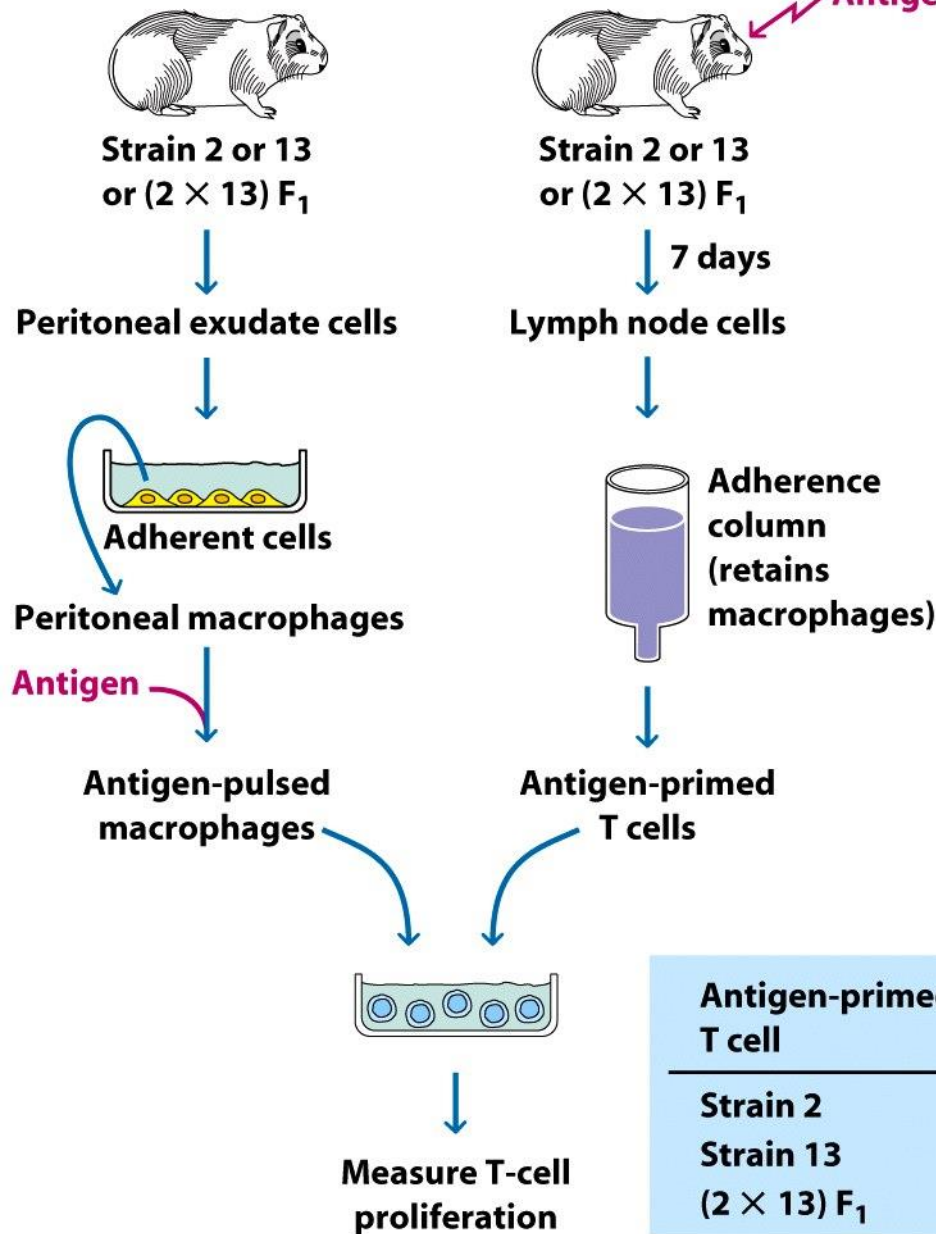 Strain 2 or 13
or (2 × 13) F₁
Peritoneal exudate cells
Adherent cells
Peritoneal macrophages
Antigen
Antigen-pulsed
macrophages
Strain 2 or 13
or (2 × 13) F₁
7 days
Lymph node cells
Adherence
column
(retains
macrophages)
Antigen-primed
T cells
Measure T-cell
proliferation
T cell
Strain 2
Strain 13
(2 × 13) F₁